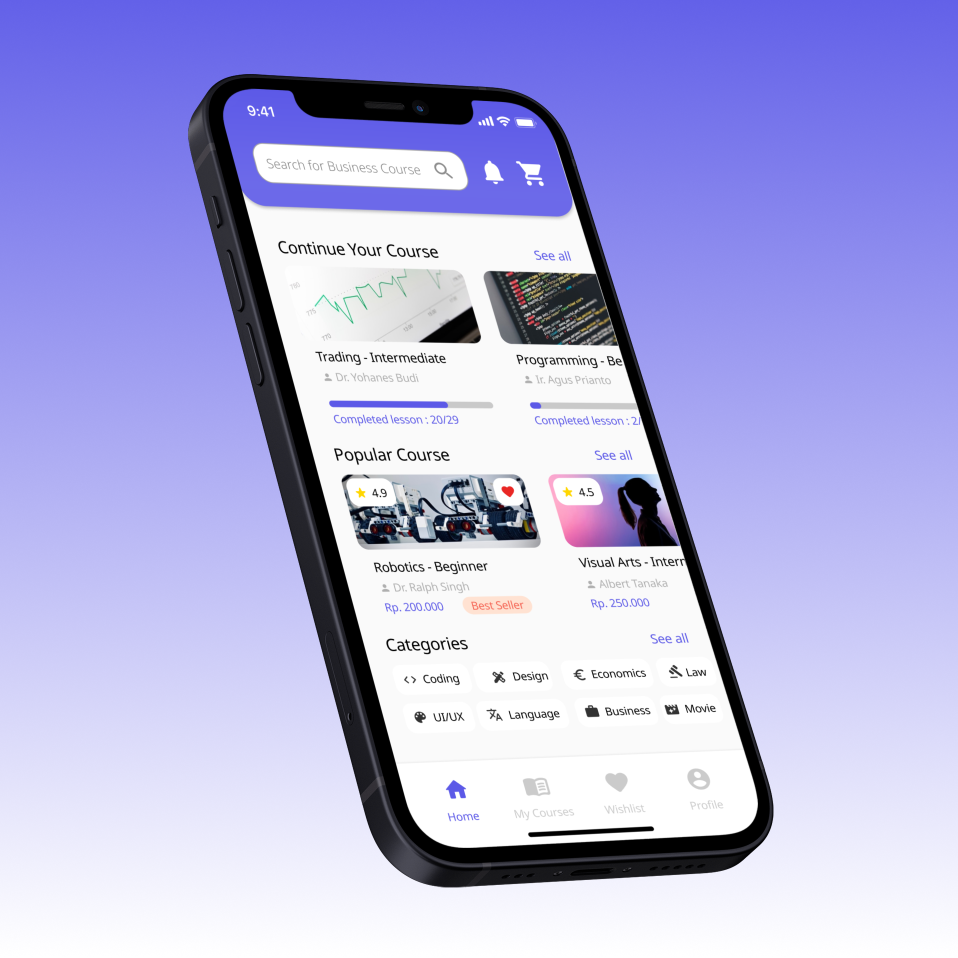 9:41
Search for Business Course
Continue Your Course
See all
780
775
770
Trading - Intermediate
Dr. Yohanes Budi
Completed lesson : 20/29
Programming - Be
Ir. Agus Prianto
Completed lesson : 2/
Popular Course
See all
4.9
Robotics - Beginner
Dr. Ralph Singh
Rp. 200.000
Best Seller
4.5
Visual Arts - Intern
Albert Tanaka
Rp. 250.000
Categories
See all
Coding
Design
Economics
Law
UI/UX
Language
Business
Movie
Home
My Courses
Wishlist
Profile